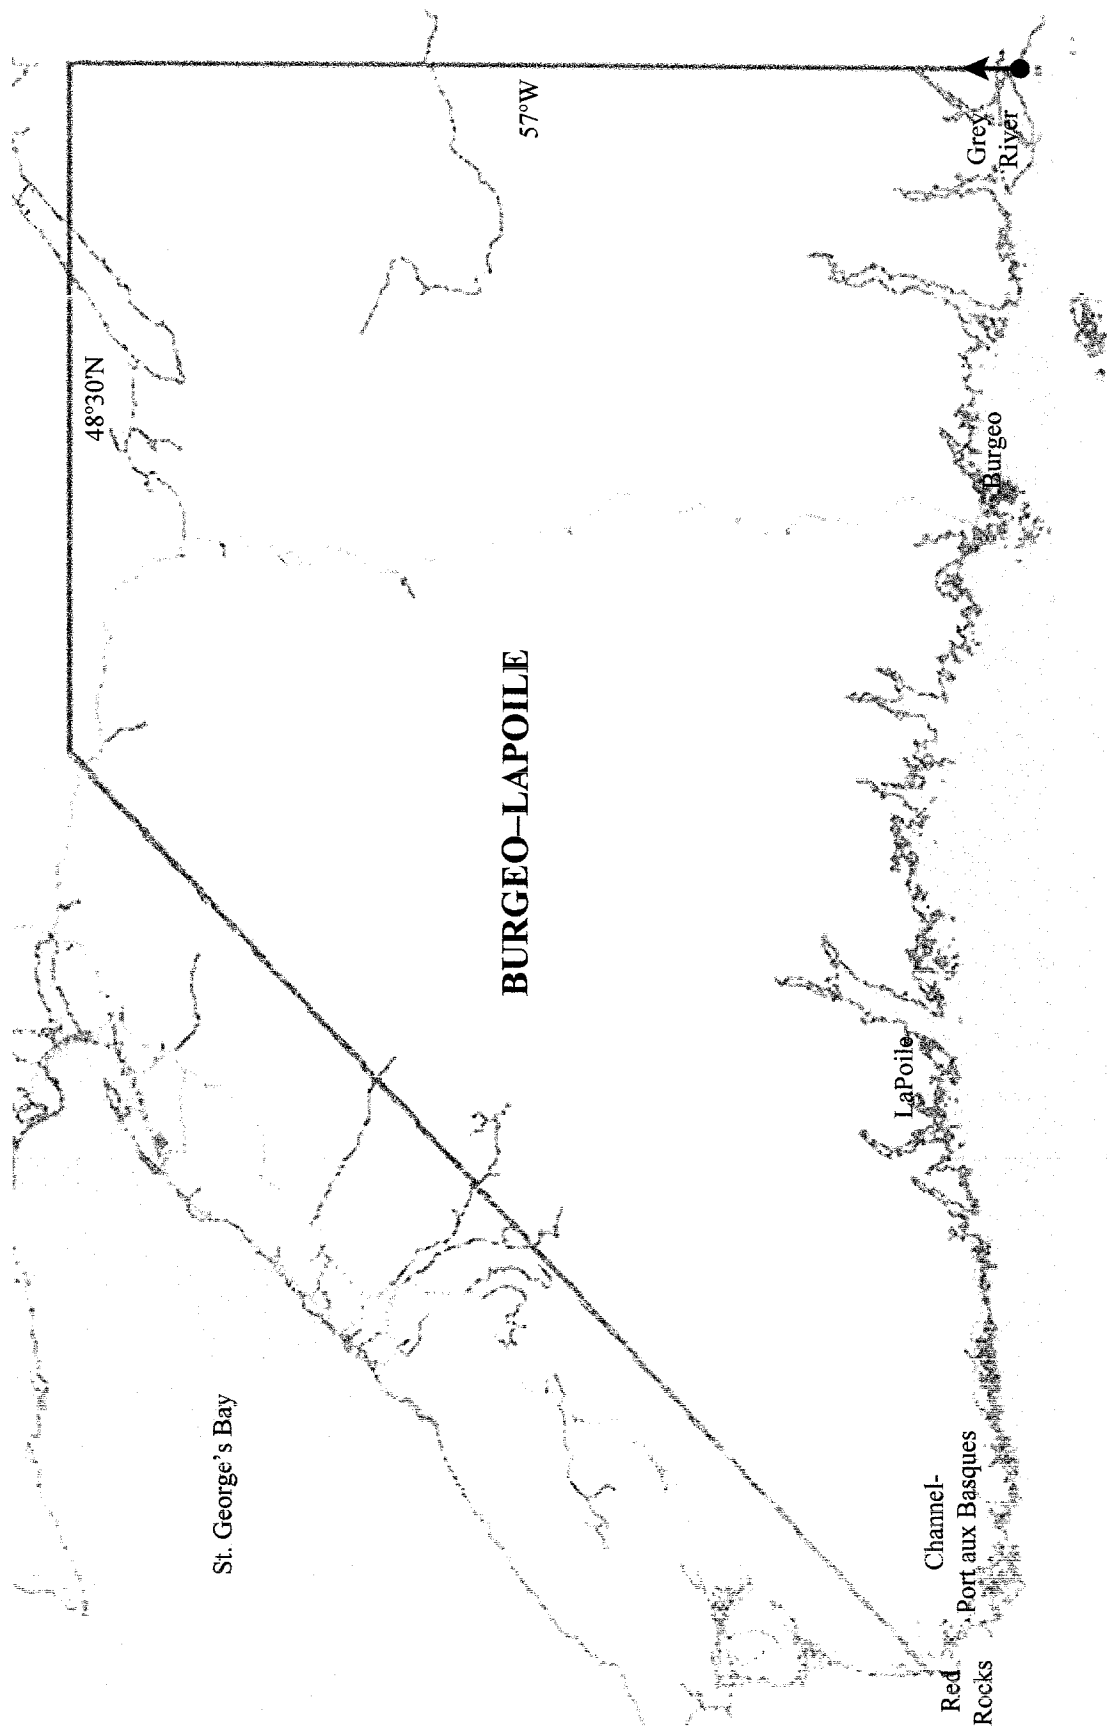 48°30'N
57°W
St. George's Bay
BURGEO–LAPOILE
Red
Rocks
Channel-
Port aux Basques
LaPoile
Burgeo
Grey
River